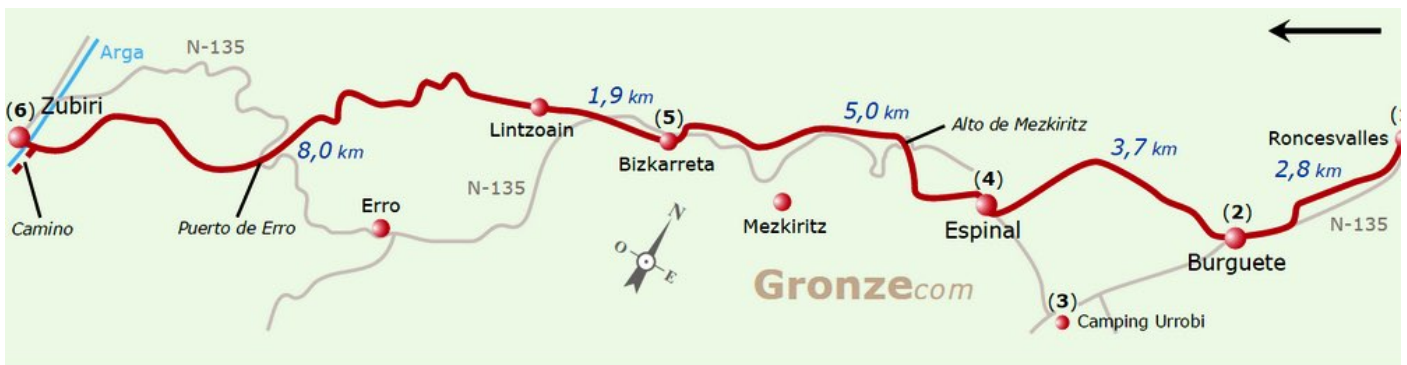 Arga
N-135
(6) Zubiri
8,0 km
Camino
Puerto de Erro
Erro
N-135
Lintzoain
1,9 km
(5)
Bizkarreta
5,0 km
Mezkiritz
Alto de Mezkiritz
(4)
Espinal
3,7 km
(2)
Burguete
2,8 km
Roncesvalles
N-135
(3)
Camping Urrobi
N
O
E
Gronze.com